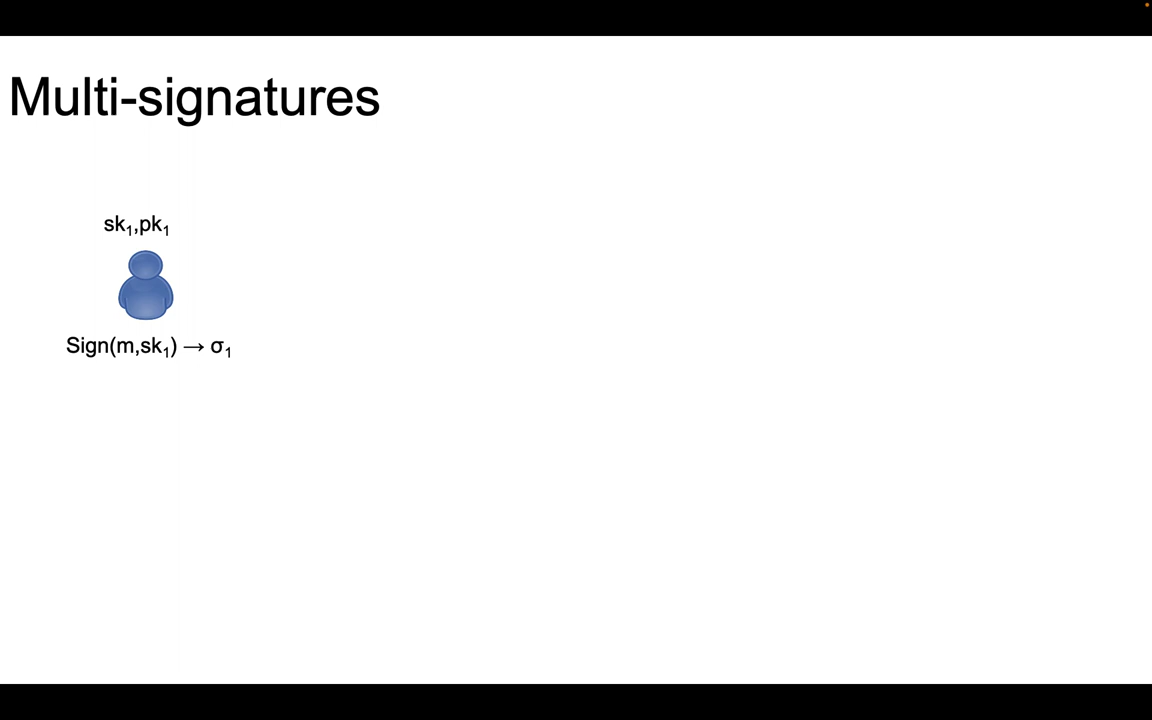 Multi-signatures
sk₁,pk₁
Sign(m,sk₁) → σ₁